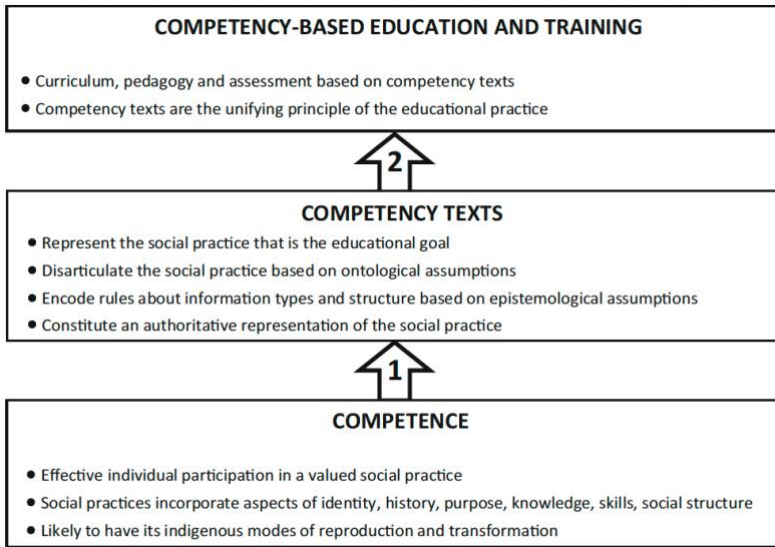 COMPETENCY-BASED EDUCATION AND TRAINING
● Curriculum, pedagogy and assessment based on competency texts
● Competency texts are the unifying principle of the educational practice
2
COMPETENCY TEXTS
● Represent the social practice that is the educational goal
● Disarticulate the social practice based on ontological assumptions
● Encode rules about information types and structure based on epistemological assumptions
● Constitute an authoritative representation of the social practice
1
COMPETENCE
● Effective individual participation in a valued social practice
● Social practices incorporate aspects of identity, history, purpose, knowledge, skills, social structure
● Likely to have its indigenous modes of reproduction and transformation